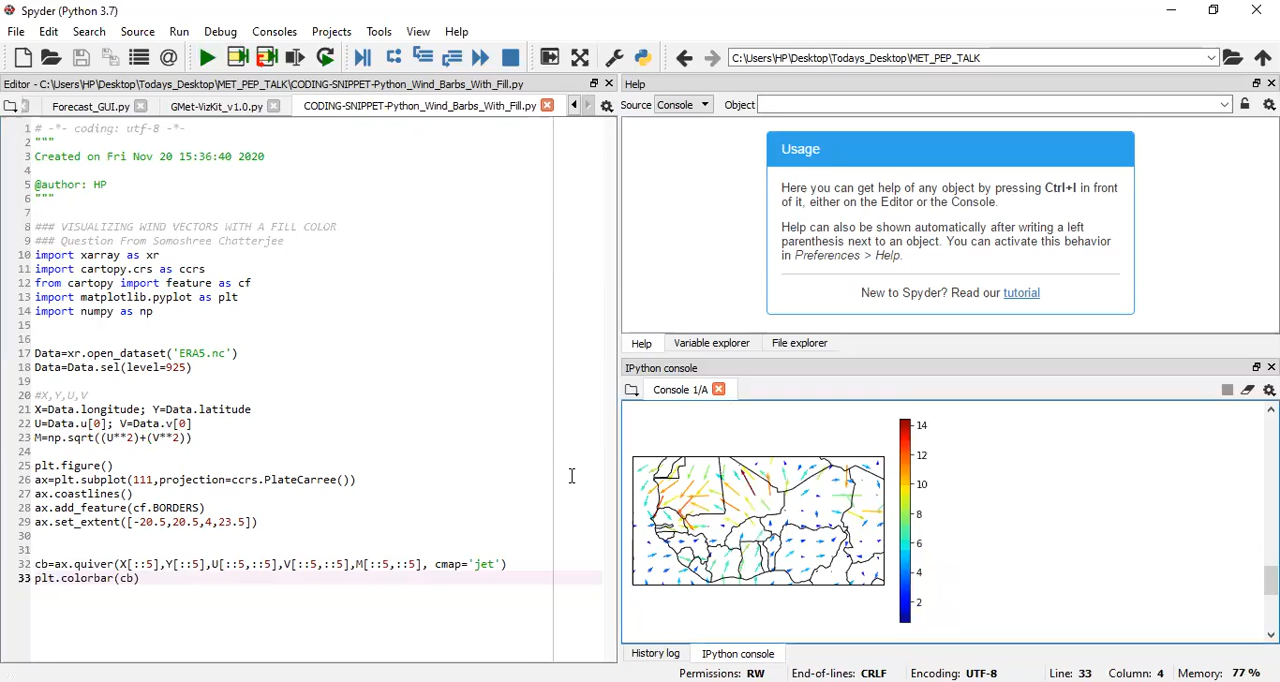 Spyder (Python 3.7)
File Edit Search Source Run Debug Consoles Projects Tools View Help
C:\Users\HP\Desktop\Todays_Desktop\MET_PEP_TALK
Editor - C:\Users\HP\Desktop\Todays_Desktop\MET_PEP_TALK\CODING-SNIPPET-Python_Wind_Barbs_With_Fill.py
Forecast_GUI.py GMet-VizKit_v1.0.py CODING-SNIPPET-Python_Wind_Barbs_With_Fill.py
1 # -*- coding: utf-8 -*-
2 """
3 Created on Fri Nov 20 15:36:40 2020
4
5 @author: HP
6 """
7
8 ### VISUALIZING WIND VECTORS WITH A FILL COLOR
9 ### Question From Somoshree Chatterjee
10 import xarray as xr
11 import cartopy.crs as ccrs
12 from cartopy import feature as cf
13 import matplotlib.pyplot as plt
14 import numpy as np
15
16
17 Data=xr.open_dataset('ERA5.nc')
18 Data=Data.sel(level=925)
19
20 #X,Y,U,V
21 X=Data.longitude; Y=Data.latitude
22 U=Data.u[0]; V=Data.v[0]
23 M=np.sqrt((U**2)+(V**2))
24
25 plt.figure()
26 ax=plt.subplot(111,projection=ccrs.PlateCarree())
27 ax.coastlines()
28 ax.add_feature(cf.BORDERS)
29 ax.set_extent([-20.5,20.5,4,23.5])
30
31
32 cb=ax.quiver(X[::5],Y[::5],U[::5,::5],V[::5,::5],M[::5,::5], cmap='jet')
33 plt.colorbar(cb)
Help
Source Console Object
Usage
Here you can get help of any object by pressing Ctrl+I in front
of it, either on the Editor or the Console.
Help can also be shown automatically after writing a left
parenthesis next to an object. You can activate this behavior
in Preferences > Help.
New to Spyder? Read our tutorial
Help Variable explorer File explorer
IPython console
Console 1/A
14
12
10
8
6
4
2
History log IPython console
Permissions: RW End-of-lines: CRLF Encoding: UTF-8 Line: 33 Column: 4 Memory: 77 %